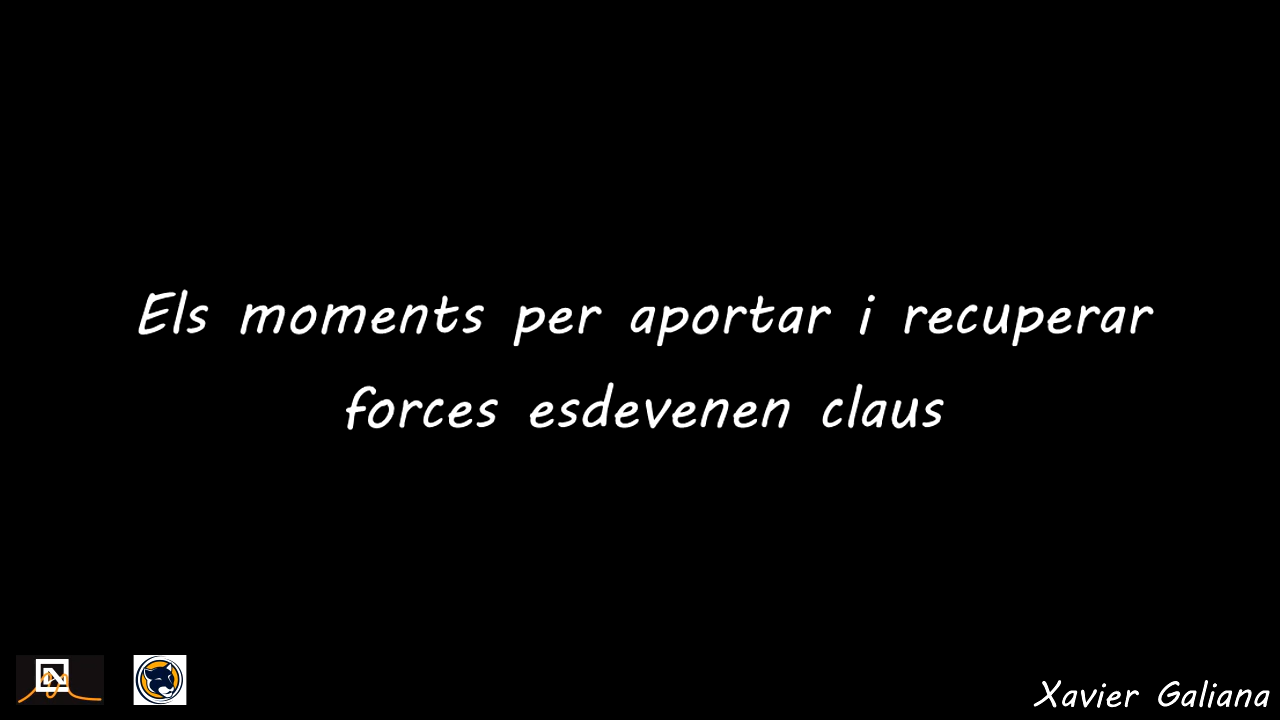 Els moments per aportar i recuperar
forces esdevenen claus
Xavier Galiana